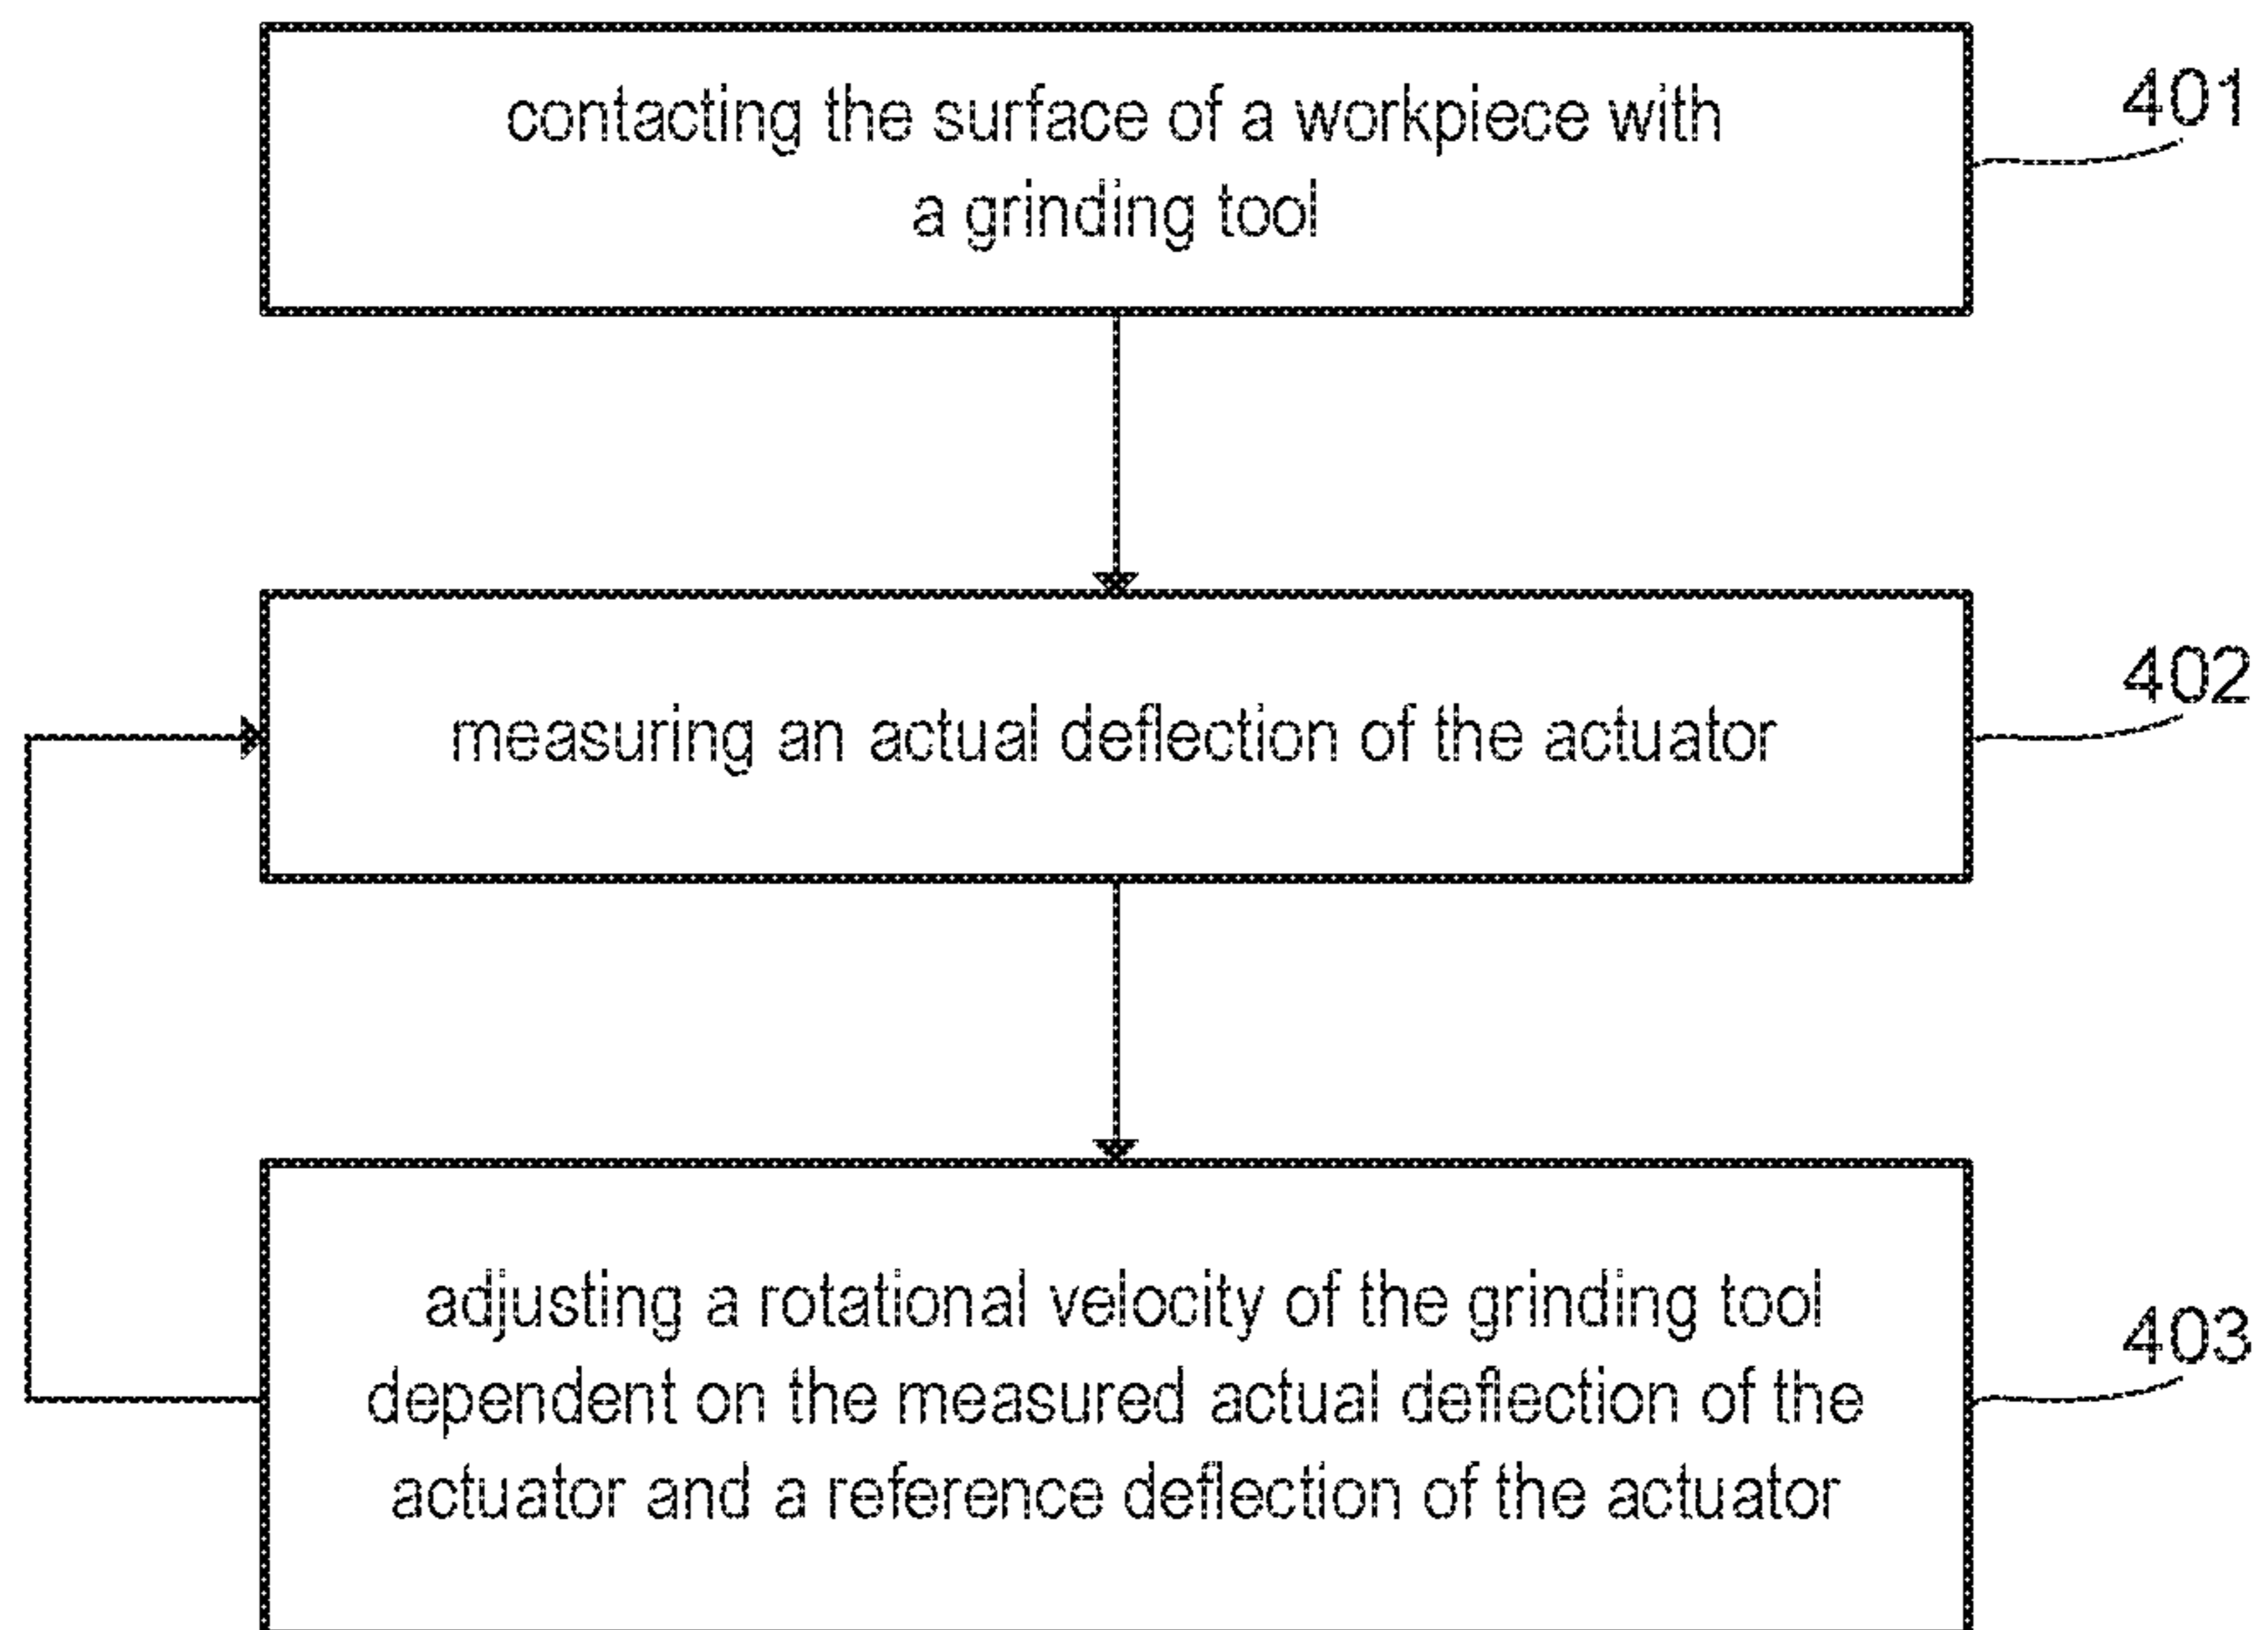 contacting the surface of a workpiece with
a grinding tool
401
measuring an actual deflection of the actuator
402
adjusting a rotational velocity of the grinding tool
dependent on the measured actual deflection of the
actuator and a reference deflection of the actuator
403